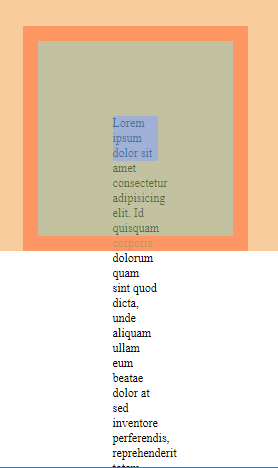 Lorem
ipsum
dolor sit
amet
consectetur
adipisicing
elit. Id
quisquam
corporis
dolorum
quam
sint quod
dicta,
unde
aliquam
ullam
eum
beatae
dolor at
sed
inventore
perferendis,
reprehenderit